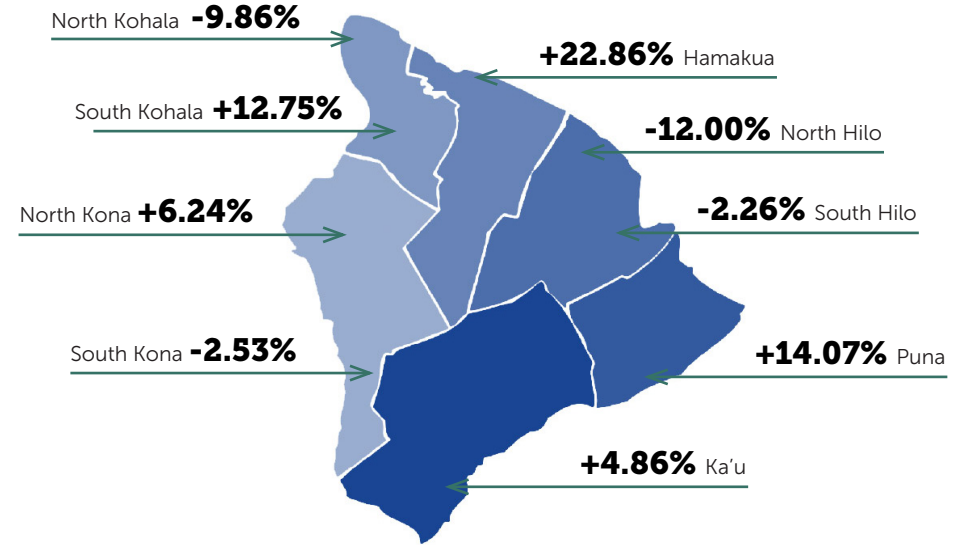 North Kohala -9.86%
+22.86% Hamakua
South Kohala +12.75%
-12.00% North Hilo
North Kona +6.24%
-2.26% South Hilo
South Kona -2.53%
+14.07% Puna
+4.86% Ka’u